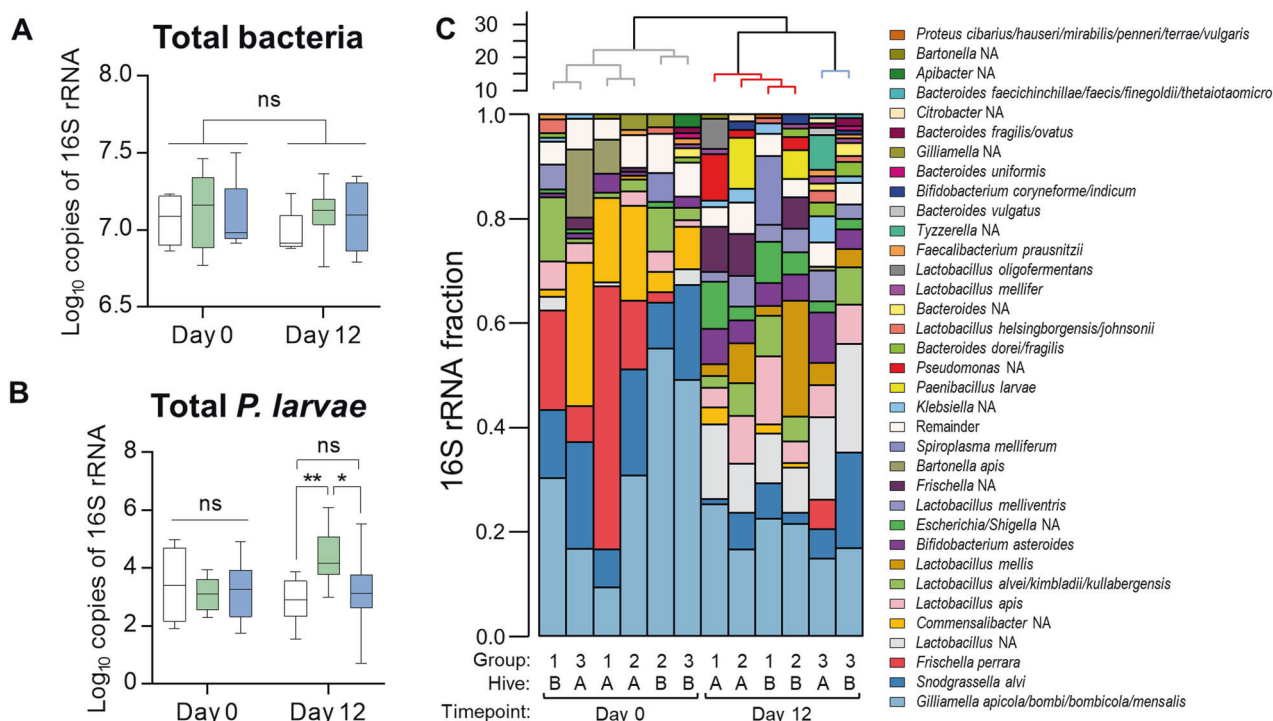 A
Total bacteria
Log10 copies of 16S rRNA
8.0
7.5
7.0
6.5
ns
Day 0
Day 12
B
Total P. larvae
Log10 copies of 16S rRNA
8
6
4
2
0
ns
ns
**
*
Day 0
Day 12
C
30
20
10
16S rRNA fraction
1.0
0.8
0.6
0.4
0.2
0.0
Group: 1 3 1 2 2 3 1 2 1 2 3 3
Hive: B A A A B B A A B B A B
Timepoint: Day 0 Day 12
Proteus cibarius/hauseri/mirabilis/penneri/terrae/vulgaris
Bartonella NA
Apibacter NA
Bacteroides faecichinchillae/faecis/finegoldii/thetaiotaomicro
Citrobacter NA
Bacteroides fragilis/ovatus
Gilliamella NA
Bacteroides uniformis
Bifidobacterium coryneforme/indicum
Bacteroides vulgatus
Tyzzerella NA
Faecalibacterium prausnitzii
Lactobacillus oligofermentans
Lactobacillus mellifer
Bacteroides NA
Lactobacillus helsingborgensis/johnsonii
Bacteroides dorei/fragilis
Pseudomonas NA
Paenibacillus larvae
Klebsiella NA
Remainder
Spiroplasma melliferum
Bartonella apis
Frischella NA
Lactobacillus melliventris
Escherichia/Shigella NA
Bifidobacterium asteroides
Lactobacillus mellis
Lactobacillus alvei/kimbladii/kullabergensis
Lactobacillus apis
Commensalibacter NA
Lactobacillus NA
Frischella perrara
Snodgrassella alvi
Gilliamella apicola/bombi/bombicola/mensalis